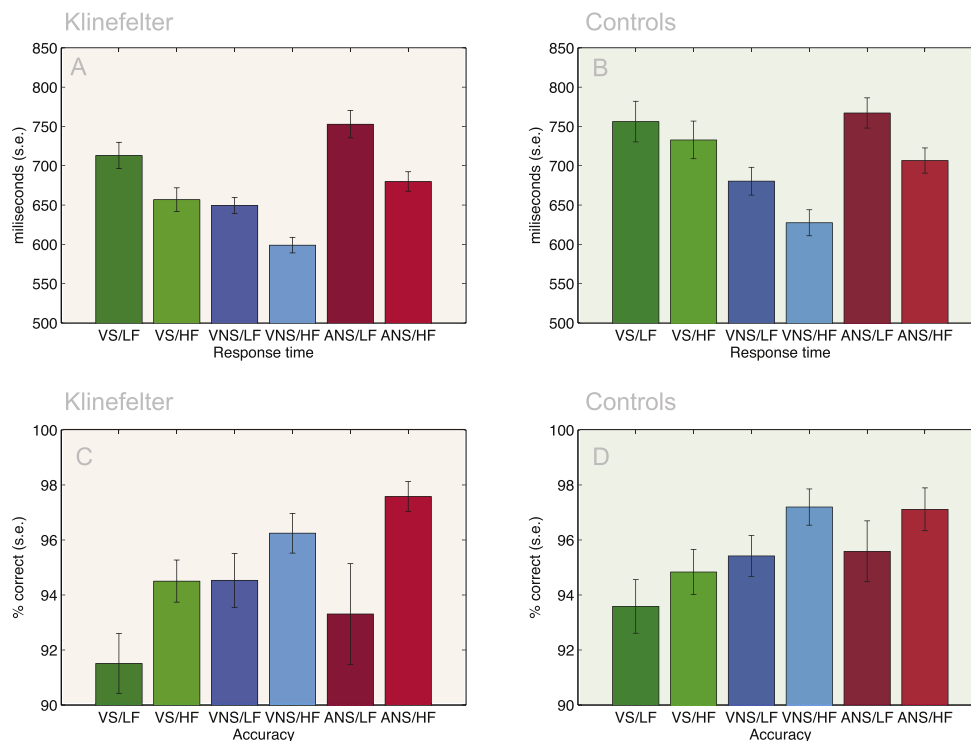 Klinefelter
Controls
A
miliseconds (s.e.)
850
800
750
700
650
600
550
500
VS/LF VS/HF VNS/LF VNS/HF ANS/LF ANS/HF
Response time
B
miliseconds (s.e.)
850
800
750
700
650
600
550
500
VS/LF VS/HF VNS/LF VNS/HF ANS/LF ANS/HF
Response time
Klinefelter
Controls
C
% correct (s.e.)
100
98
96
94
92
90
VS/LF VS/HF VNS/LF VNS/HF ANS/LF ANS/HF
Accuracy
D
% correct (s.e.)
100
98
96
94
92
90
VS/LF VS/HF VNS/LF VNS/HF ANS/LF ANS/HF
Accuracy